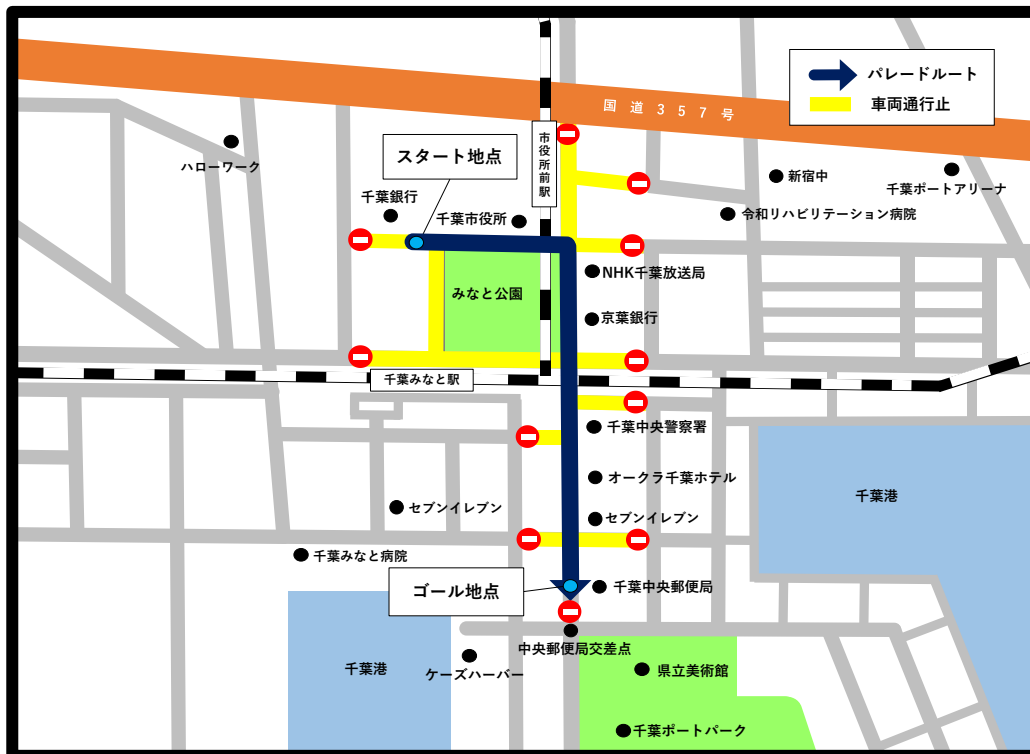 パレードルート
車両通行止
国道357号
市役所前駅
ハローワーク
スタート地点
千葉銀行
千葉市役所
新宿中
千葉ポートアリーナ
令和リハビリテーション病院
NHK千葉放送局
みなと公園
京葉銀行
千葉みなと駅
千葉中央警察署
オークラ千葉ホテル
千葉港
セブンイレブン
セブンイレブン
千葉みなと病院
ゴール地点
千葉中央郵便局
中央郵便局交差点
千葉港
ケーズハーバー
県立美術館
千葉ポートパーク